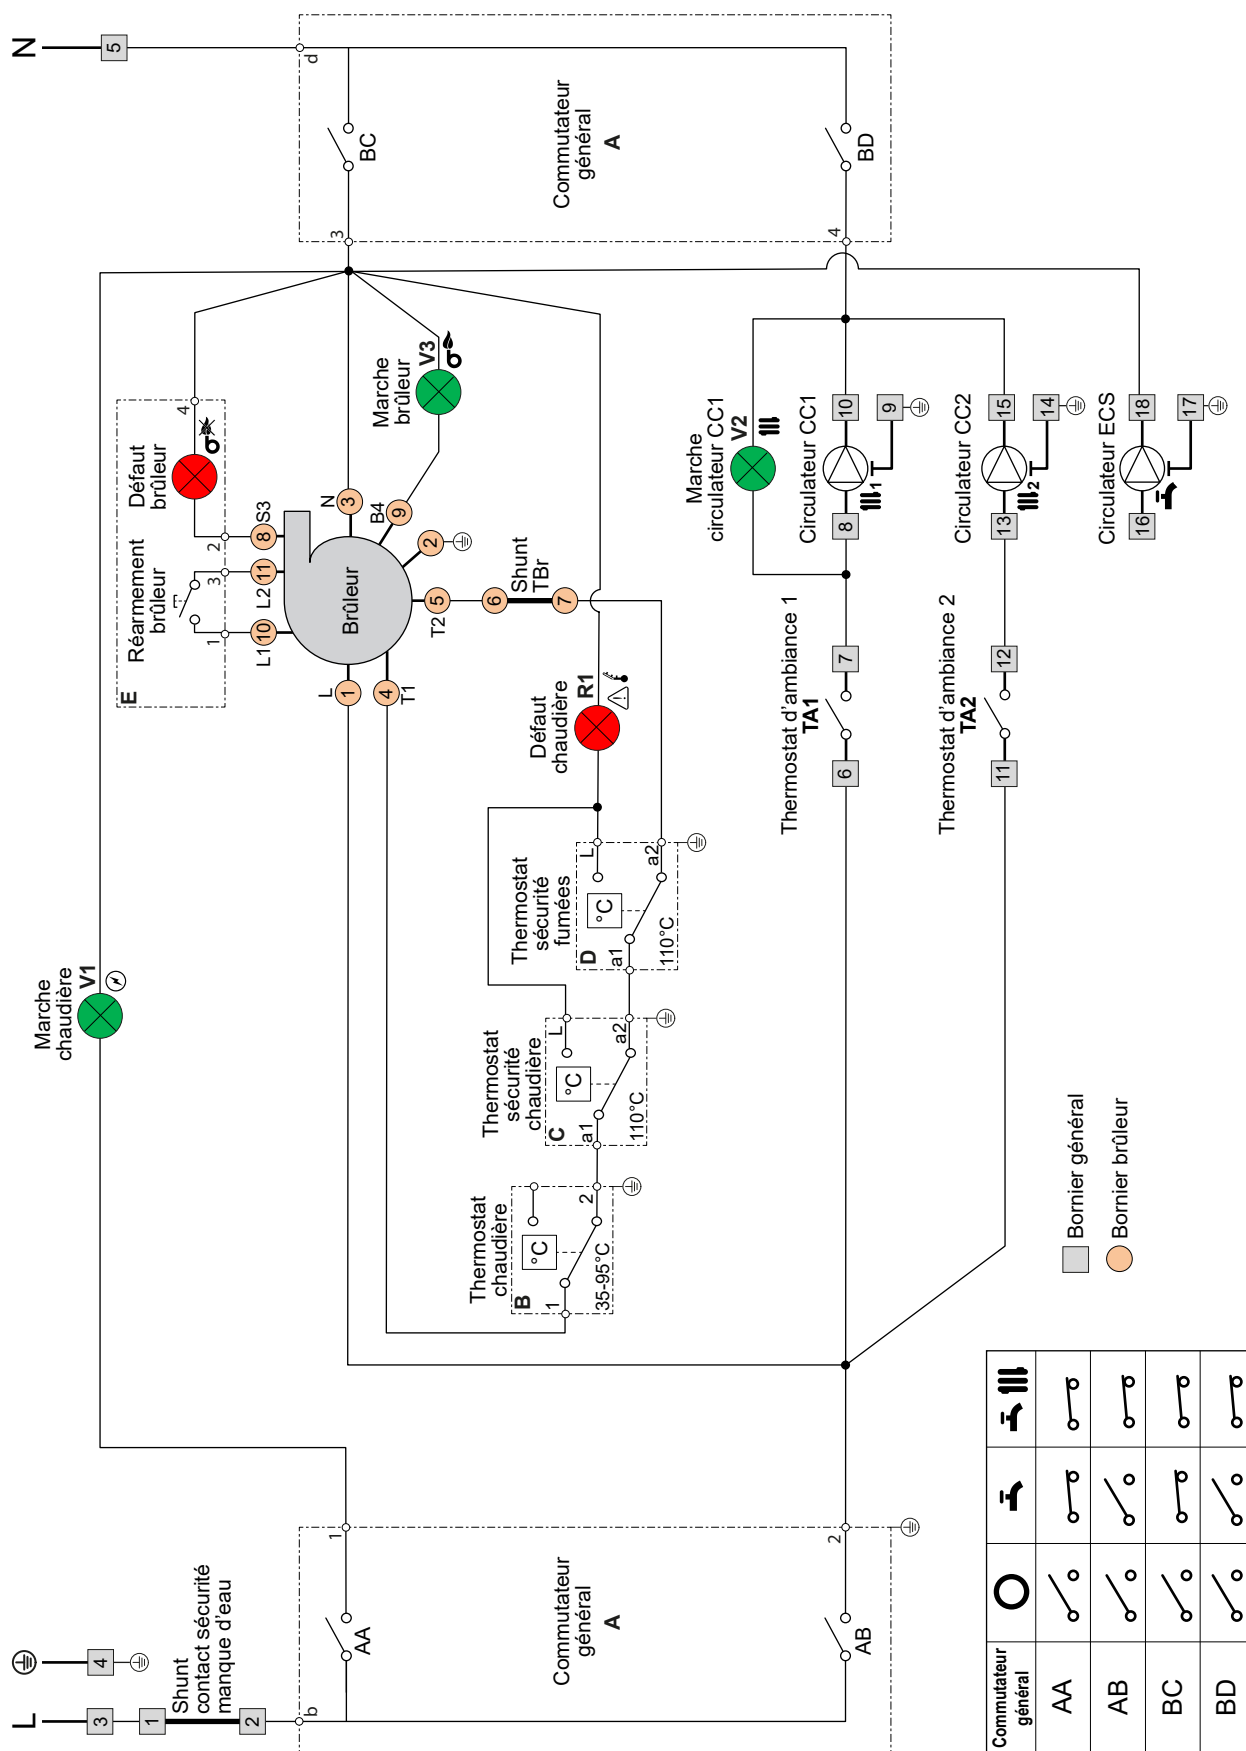 L
3
1
2
Shunt
contact sécurité
manque d'eau
4
b
AA
1
Commutateur
général
A
AB
2
Marche
chaudière
V1
E
Réarmement
brûleur
1
3
Défaut
brûleur
2
4
L1
10
L2
11
8
S3
L
1
4
T1
Brûleur
3
N
9
B4
2
5
T2
Marche
brûleur
V3
6
Shunt
TBr
7
Thermostat
chaudière
B
1
°C
2
35-95°C
Thermostat
sécurité
chaudière
C
a1
°C
L
a2
110°C
Thermostat
sécurité
fumées
D
a1
°C
L
a2
110°C
Défaut
chaudière
R1
Thermostat d'ambiance 1
TA1
6
7
Marche
circulateur CC1
V2
Circulateur CC1
8
1
10
9
Thermostat d'ambiance 2
TA2
11
12
Circulateur CC2
13
2
15
14
Circulateur ECS
16
18
17
N
5
d
BC
3
Commutateur
général
A
BD
4
Commutateur
général
AA
AB
BC
BD
Bornier général
Bornier brûleur